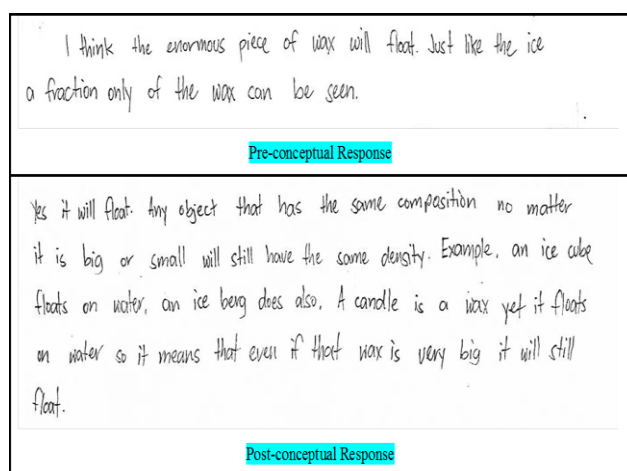 I think the enormous piece of wax will float. Just like the ice
a fraction only of the wax can be seen.
Pre-conceptual Response
Yes it will float. Any object that has the same composition no matter
it is big or small will still have the same density. Example, an ice cube
floats on water, an ice berg does also. A candle is a wax yet it floats
on water so it means that even if that wax is very big it will still
float.
Post-conceptual Response